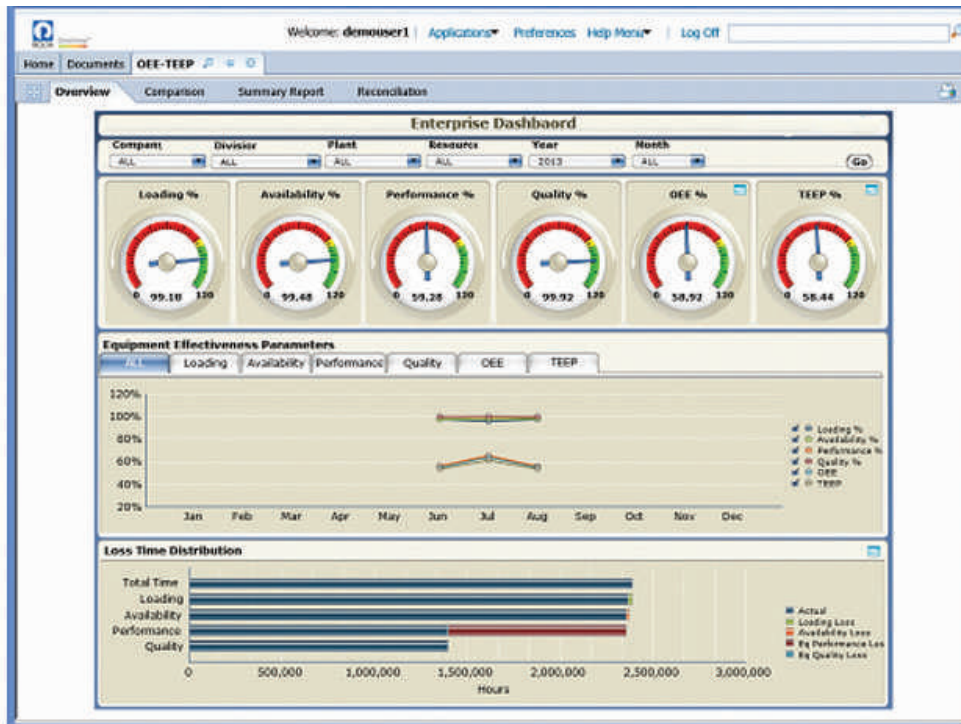 Welcome: demouser1 | Applications▾ Preferences Help Menu▾ | Log Off
Home Documents OEE-TEEP
Overview Comparison Summary Report Reconciliation
Enterprise Dashbaord
Company Division Plant Resource Year Month
ALL ALL ALL ALL 2013 ALL Go
Loading % Availability % Performance % Quality % OEE % TEEP %
0 99.18 120 0 99.48 120 0 59.28 120 0 99.92 120 0 58.92 120 0 58.44 120
Equipment Effectiveness Parameters
ALL Loading Availability Performance Quality OEE TEEP
120%
100%
80%
60%
40%
20%
Jan Feb Mar Apr May Jun Jul Aug Sep Oct Nov Dec
Loading %
Availability %
Performance %
Quality %
OEE
TEEP
Loss Time Distribution
Total Time
Loading
Availability
Performance
Quality
0 500,000 1,000,000 1,500,000 2,000,000 2,500,000 3,000,000
Hours
Actual
Loading Loss
Availability Loss
Eq Performance Los
Eq Quality Loss